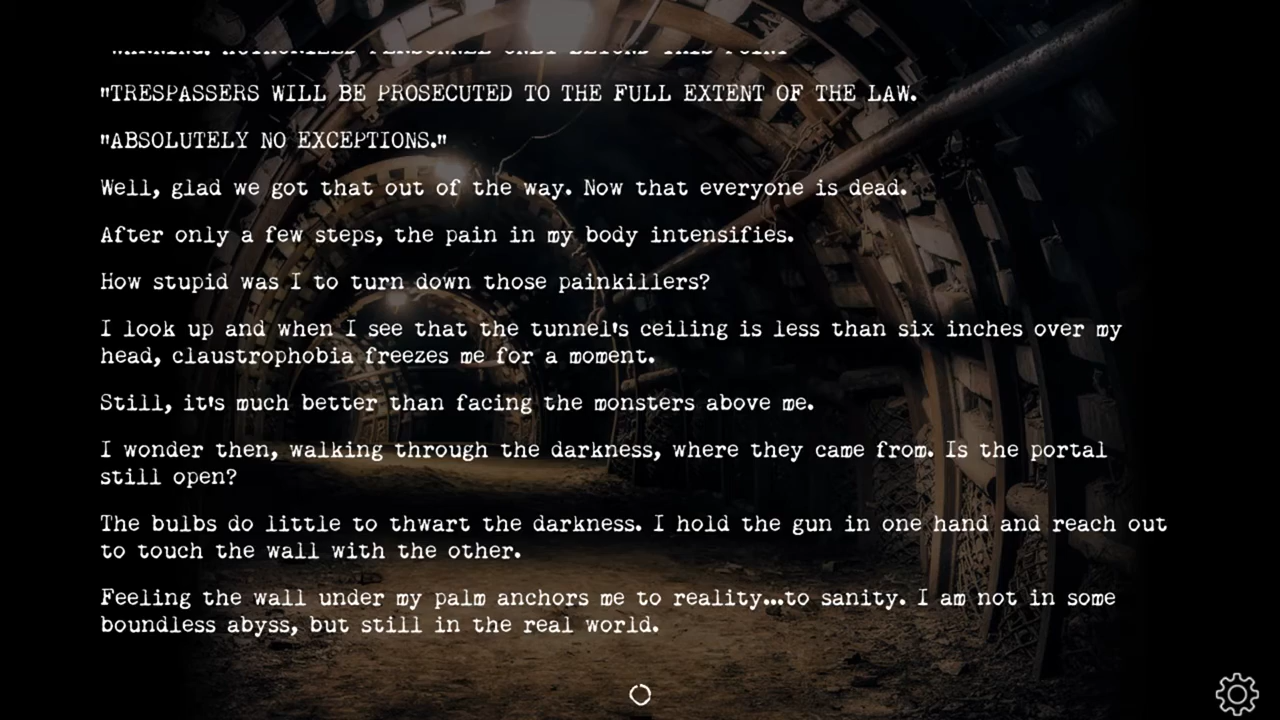 "TRESPASSERS WILL BE PROSECUTED TO THE FULL EXTENT OF THE LAW.
"ABSOLUTELY NO EXCEPTIONS."
Well, glad we got that out of the way. Now that everyone is dead.
After only a few steps, the pain in my body intensifies.
How stupid was I to turn down those painkillers?
I look up and when I see that the tunnel's ceiling is less than six inches over my
head, claustrophobia freezes me for a moment.
Still, it's much better than facing the monsters above me.
I wonder then, walking through the darkness, where they came from. Is the portal
still open?
The bulbs do little to thwart the darkness. I hold the gun in one hand and reach out
to touch the wall with the other.
Feeling the wall under my palm anchors me to reality...to sanity. I am not in some
boundless abyss, but still in the real world.